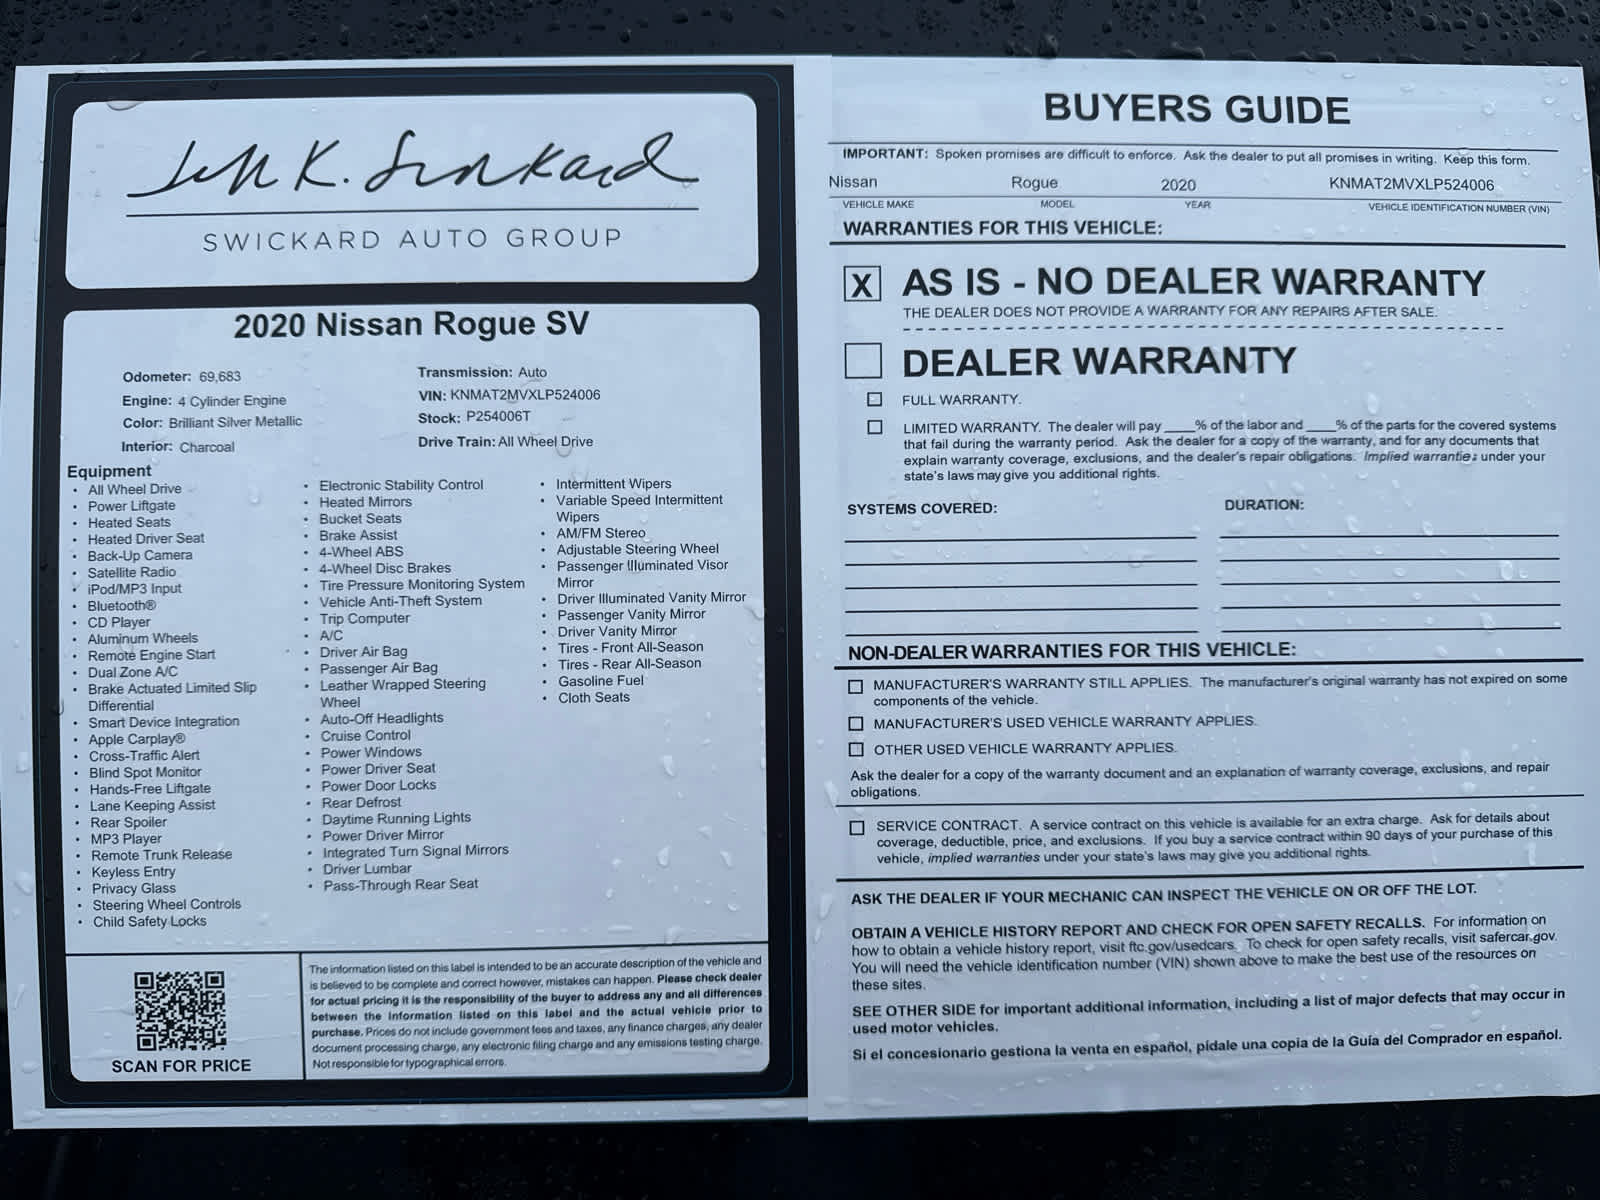 Jeff K. Swickard
SWICKARD AUTO GROUP
2020 Nissan Rogue SV
Odometer: 69,683
Engine: 4 Cylinder Engine
Color: Brilliant Silver Metallic
Interior: Charcoal
Transmission: Auto
VIN: KNMAT2MVXLP524006
Stock: P254006T
Drive Train: All Wheel Drive
Equipment
• All Wheel Drive
• Power Liftgate
• Heated Seats
• Heated Driver Seat
• Back-Up Camera
• Satellite Radio
• iPod/MP3 Input
• Bluetooth®
• CD Player
• Aluminum Wheels
• Remote Engine Start
• Dual Zone A/C
• Brake Actuated Limited Slip
Differential
• Smart Device Integration
• Apple Carplay®
• Cross-Traffic Alert
• Blind Spot Monitor
• Hands-Free Liftgate
• Lane Keeping Assist
• Rear Spoiler
• MP3 Player
• Remote Trunk Release
• Keyless Entry
• Privacy Glass
• Steering Wheel Controls
• Child Safety Locks
• Electronic Stability Control
• Heated Mirrors
• Bucket Seats
• Brake Assist
• 4-Wheel ABS
• 4-Wheel Disc Brakes
• Tire Pressure Monitoring System
• Vehicle Anti-Theft System
• Trip Computer
• A/C
• Driver Air Bag
• Passenger Air Bag
• Leather Wrapped Steering
Wheel
• Auto-Off Headlights
• Cruise Control
• Power Windows
• Power Driver Seat
• Power Door Locks
• Rear Defrost
• Daytime Running Lights
• Power Driver Mirror
• Integrated Turn Signal Mirrors
• Driver Lumbar
• Pass-Through Rear Seat
• Intermittent Wipers
• Variable Speed Intermittent
Wipers
• AM/FM Stereo
• Adjustable Steering Wheel
• Passenger Illuminated Visor
Mirror
• Driver Illuminated Vanity Mirror
• Passenger Vanity Mirror
• Driver Vanity Mirror
• Tires - Front All-Season
• Tires - Rear All-Season
• Gasoline Fuel
• Cloth Seats
SCAN FOR PRICE
The information listed on this label is intended to be an accurate description of the vehicle and
is believed to be complete and correct however, mistakes can happen. Please check dealer
for actual pricing it is the responsibility of the buyer to address any and all differences
between the information listed on this label and the actual vehicle prior to
purchase. Prices do not include government fees and taxes, any finance charges, any dealer
document processing charge, any electronic filing charge and any emissions testing charge.
Not responsible for typographical errors.
BUYERS GUIDE
IMPORTANT: Spoken promises are difficult to enforce. Ask the dealer to put all promises in writing. Keep this form.
Nissan Rogue 2020 KNMAT2MVXLP524006
VEHICLE MAKE MODEL YEAR VEHICLE IDENTIFICATION NUMBER (VIN)
WARRANTIES FOR THIS VEHICLE:
X AS IS - NO DEALER WARRANTY
THE DEALER DOES NOT PROVIDE A WARRANTY FOR ANY REPAIRS AFTER SALE.
DEALER WARRANTY
FULL WARRANTY.
LIMITED WARRANTY. The dealer will pay ____% of the labor and ____% of the parts for the covered systems
that fail during the warranty period. Ask the dealer for a copy of the warranty, and for any documents that
explain warranty coverage, exclusions, and the dealer's repair obligations. Implied warranties under your
state's laws may give you additional rights.
SYSTEMS COVERED: DURATION:
NON-DEALER WARRANTIES FOR THIS VEHICLE:
MANUFACTURER'S WARRANTY STILL APPLIES. The manufacturer's original warranty has not expired on some
components of the vehicle.
MANUFACTURER'S USED VEHICLE WARRANTY APPLIES.
OTHER USED VEHICLE WARRANTY APPLIES.
Ask the dealer for a copy of the warranty document and an explanation of warranty coverage, exclusions, and repair
obligations.
SERVICE CONTRACT. A service contract on this vehicle is available for an extra charge. Ask for details about
coverage, deductible, price, and exclusions. If you buy a service contract within 90 days of your purchase of this
vehicle, implied warranties under your state's laws may give you additional rights.
ASK THE DEALER IF YOUR MECHANIC CAN INSPECT THE VEHICLE ON OR OFF THE LOT.
OBTAIN A VEHICLE HISTORY REPORT AND CHECK FOR OPEN SAFETY RECALLS. For information on
how to obtain a vehicle history report, visit ftc.gov/usedcars. To check for open safety recalls, visit safercar.gov.
You will need the vehicle identification number (VIN) shown above to make the best use of the resources on
these sites.
SEE OTHER SIDE for important additional information, including a list of major defects that may occur in
used motor vehicles.
Si el concesionario gestiona la venta en español, pídale una copia de la Guía del Comprador en español.